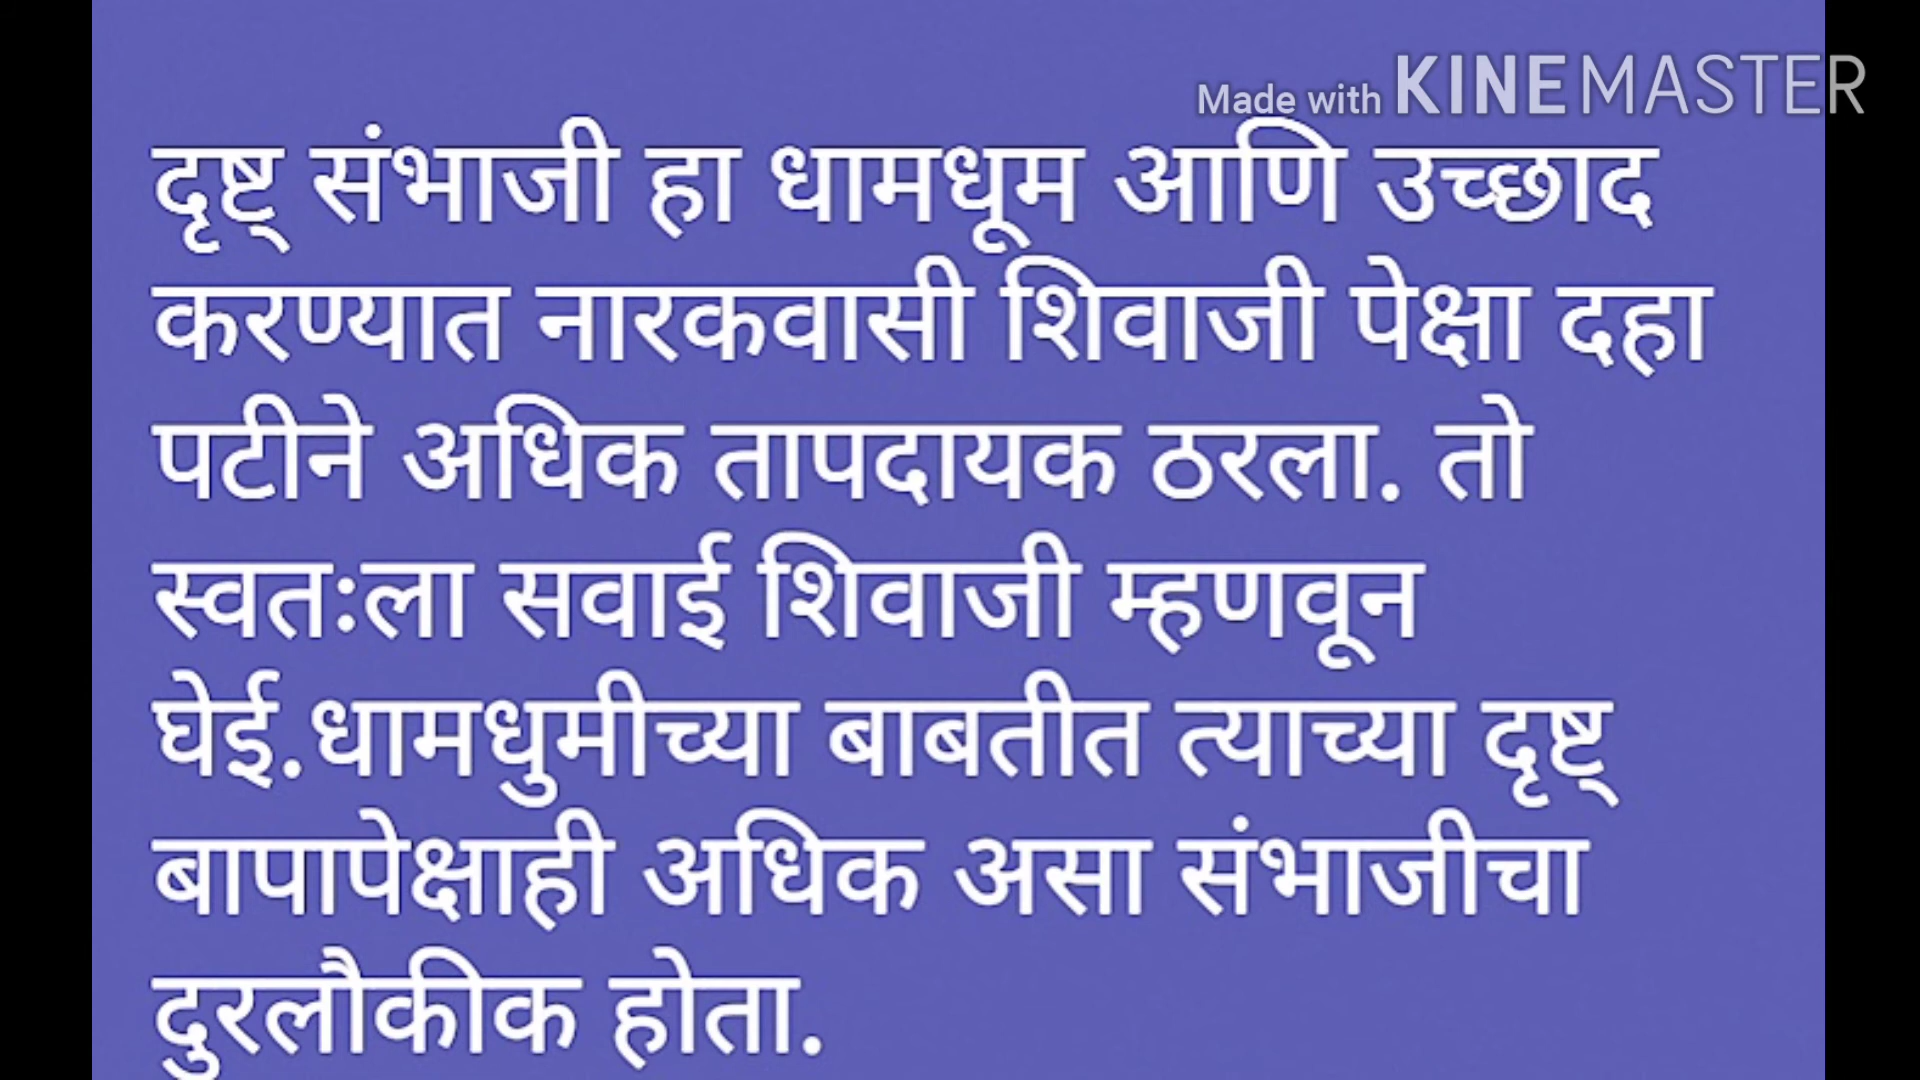 Made with KINEMASTER
दृष्ट् संभाजी हा धामधूम आणि उच्छाद
करण्यात नारकवासी शिवाजी पेक्षा दहा
पटीने अधिक तापदायक ठरला. तो
स्वतःला सवाई शिवाजी म्हणवून
घेई.धामधुमीच्या बाबतीत त्याच्या दृष्ट्
बापापेक्षाही अधिक असा संभाजीचा
दुरलौकीक होता.